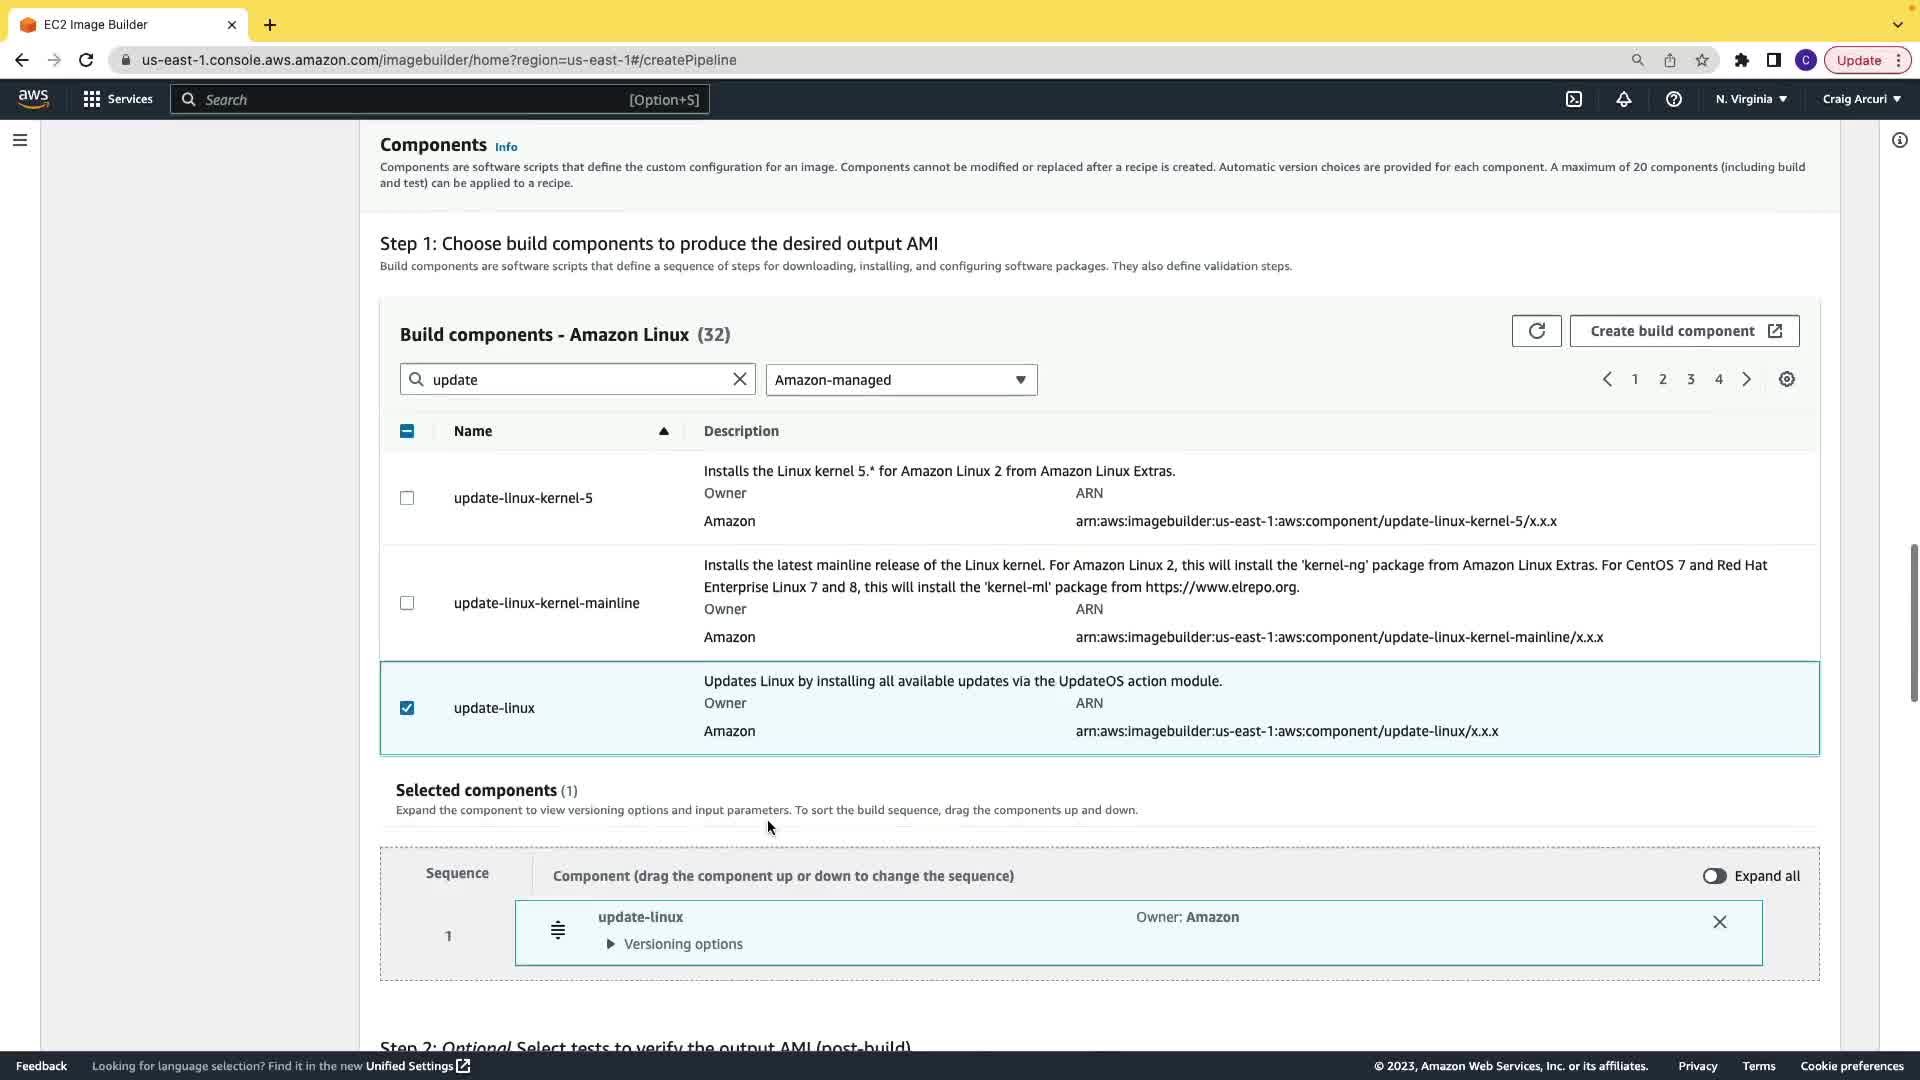 EC2 Image Builder
us-east-1.console.aws.amazon.com/imagebuilder/home?region=us-east-1#/createPipeline
C
Update
aws
Services
Search
[Option+S]
N. Virginia
Craig Arcuri
Components Info
Components are software scripts that define the custom configuration for an image. Components cannot be modified or replaced after a recipe is created. Automatic version choices are provided for each component. A maximum of 20 components (including build
and test) can be applied to a recipe.
Step 1: Choose build components to produce the desired output AMI
Build components are software scripts that define a sequence of steps for downloading, installing, and configuring software packages. They also define validation steps.
Build components - Amazon Linux (32)
Create build component
update
Amazon-managed
1 2 3 4
Name
Description
update-linux-kernel-5
Installs the Linux kernel 5.* for Amazon Linux 2 from Amazon Linux Extras.
Owner ARN
Amazon arn:aws:imagebuilder:us-east-1:aws:component/update-linux-kernel-5/x.x.x
update-linux-kernel-mainline
Installs the latest mainline release of the Linux kernel. For Amazon Linux 2, this will install the 'kernel-ng' package from Amazon Linux Extras. For CentOS 7 and Red Hat
Enterprise Linux 7 and 8, this will install the 'kernel-ml' package from https://www.elrepo.org.
Owner ARN
Amazon arn:aws:imagebuilder:us-east-1:aws:component/update-linux-kernel-mainline/x.x.x
update-linux
Updates Linux by installing all available updates via the UpdateOS action module.
Owner ARN
Amazon arn:aws:imagebuilder:us-east-1:aws:component/update-linux/x.x.x
Selected components (1)
Expand the component to view versioning options and input parameters. To sort the build sequence, drag the components up and down.
Sequence
Component (drag the component up or down to change the sequence)
Expand all
1
update-linux
Owner: Amazon
Versioning options
Step 2: Optional Select tests to verify the output AMI (post-build)
Feedback
Looking for language selection? Find it in the new Unified Settings
© 2023, Amazon Web Services, Inc. or its affiliates.
Privacy
Terms
Cookie preferences